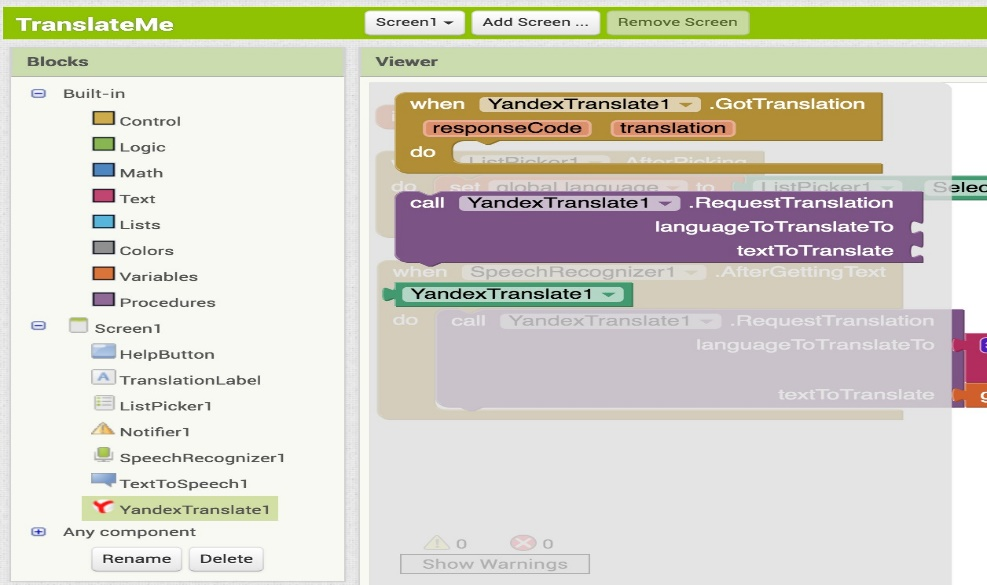 TranslateMe Screen1 Add Screen ... Remove Screen
Blocks
Built-in
Control
Logic
Math
Text
Lists
Colors
Variables
Procedures
Screen1
HelpButton
TranslationLabel
ListPicker1
Notifier1
SpeechRecognizer1
TextToSpeech1
YandexTranslate1
Any component
Rename Delete
Viewer
when YandexTranslate1 .GotTranslation
responseCode translation
do
ListPicker1 .AfterPicking
do set global language to ListPicker1
call YandexTranslate1 .RequestTranslation
languageToTranslateTo
textToTranslate
when SpeechRecognizer1 .AfterGettingText
YandexTranslate1
do call YandexTranslate1 .RequestTranslation
languageToTranslateTo
textToTranslate
0 0
Show Warnings